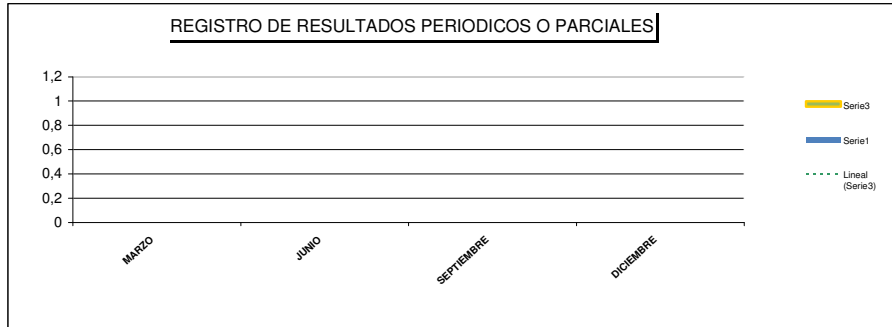 REGISTRO DE RESULTADOS PERIODICOS O PARCIALES
1,2
1
0,8
0,6
0,4
0,2
0
MARZO
JUNIO
SEPTIEMBRE
DICIEMBRE
Serie3
Serie1
Lineal
(Serie3)